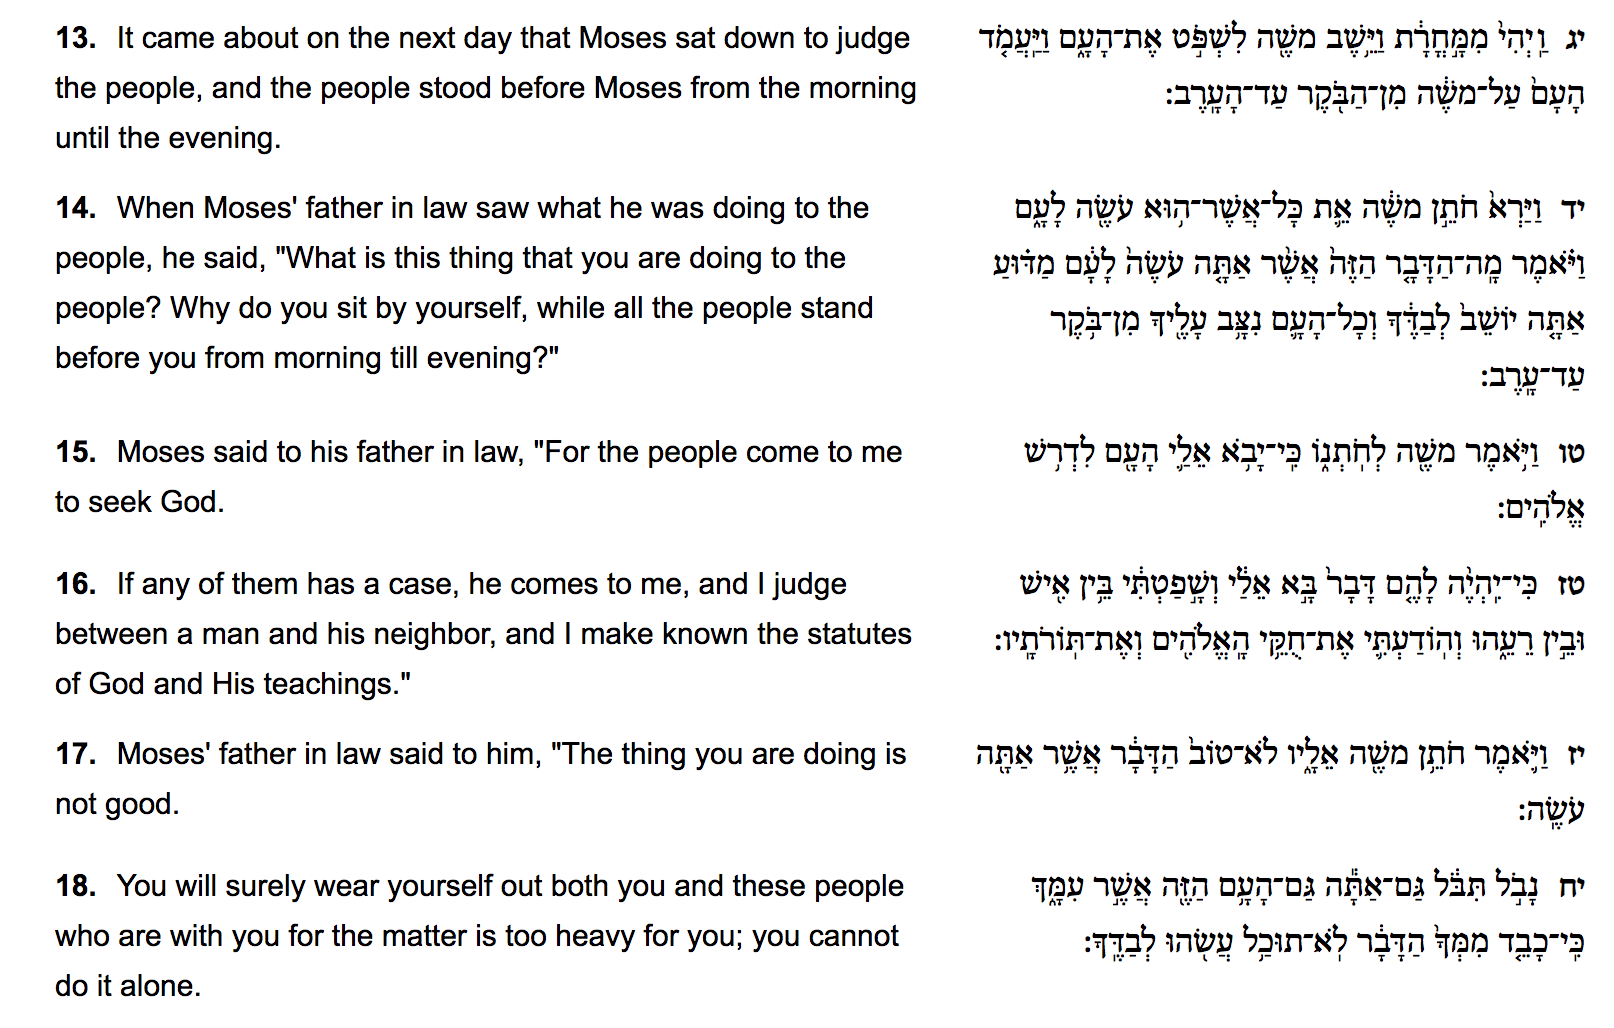 13. It came about on the next day that Moses sat down to judge
the people, and the people stood before Moses from the morning
until the evening.
יג וַֽיְהִי֙ מִמָּ֣חֳרָ֔ת וַיֵּ֥שֶׁב משֶׁ֖ה לִשְׁפֹּ֣ט אֶת־הָעָ֑ם וַיַּֽעֲמֹ֤ד
הָעָם֙ עַל־משֶׁ֔ה מִן־הַבֹּ֖קֶר עַד־הָעָֽרֶב:
14. When Moses' father in law saw what he was doing to the
people, he said, "What is this thing that you are doing to the
people? Why do you sit by yourself, while all the people stand
before you from morning till evening?"
יד וַיַּרְא֙ חֹתֵ֣ן משֶׁ֔ה אֵ֛ת כָּל־אֲשֶׁר־ה֥וּא עֹשֶׂ֖ה לָעָ֑ם
וַיֹּ֗אמֶר מָֽה־הַדָּבָ֤ר הַזֶּה֙ אֲשֶׁ֨ר אַתָּ֤ה עֹשֶׂה֙ לָעָ֔ם מַדּ֗וּעַ
אַתָּ֤ה יוֹשֵׁב֙ לְבַדֶּ֔ךָ וְכָל־הָעָ֛ם נִצָּ֥ב עָלֶ֖יךָ מִן־בֹּ֥קֶר
עַד־עָֽרֶב:
15. Moses said to his father in law, "For the people come to me
to seek God.
טו וַיֹּ֥אמֶר משֶׁ֖ה לְחֹֽתְנ֑וֹ כִּֽי־יָבֹ֥א אֵלַ֛י הָעָ֖ם לִדְרֹ֥שׁ
אֱלֹהִֽים:
16. If any of them has a case, he comes to me, and I judge
between a man and his neighbor, and I make known the statutes
of God and His teachings."
טז כִּי־יִֽהְיֶ֨ה לָהֶ֤ם דָּבָר֙ בָּ֣א אֵלַ֔י וְשָׁ֣פַטְתִּ֔י בֵּ֥ין אִ֖ישׁ
וּבֵ֣ין רֵעֵ֑הוּ וְהֽוֹדַעְתִּ֛י אֶת־חֻקֵּ֥י הָֽאֱלֹהִ֖ים וְאֶת־תּֽוֹרֹתָֽיו:
17. Moses' father in law said to him, "The thing you are doing is
not good.
יז וַיֹּ֛אמֶר חֹתֵ֥ן משֶׁ֖ה אֵלָ֑יו לֹא־טוֹב֙ הַדָּבָ֔ר אֲשֶׁ֥ר אַתָּ֖ה
עֹשֶֽׂה:
18. You will surely wear yourself out both you and these people
who are with you for the matter is too heavy for you; you cannot
do it alone.
יח נָבֹ֣ל תִּבֹּ֔ל גַּם־אַתָּ֕ה גַּם־הָעָ֥ם הַזֶּ֖ה אֲשֶׁ֣ר עִמָּ֑ךְ
כִּֽי־כָבֵ֤ד מִמְּךָ֙ הַדָּבָ֔ר לֹֽא־תוּכַ֥ל עֲשׂ֖הוּ לְבַדֶּֽךָ: